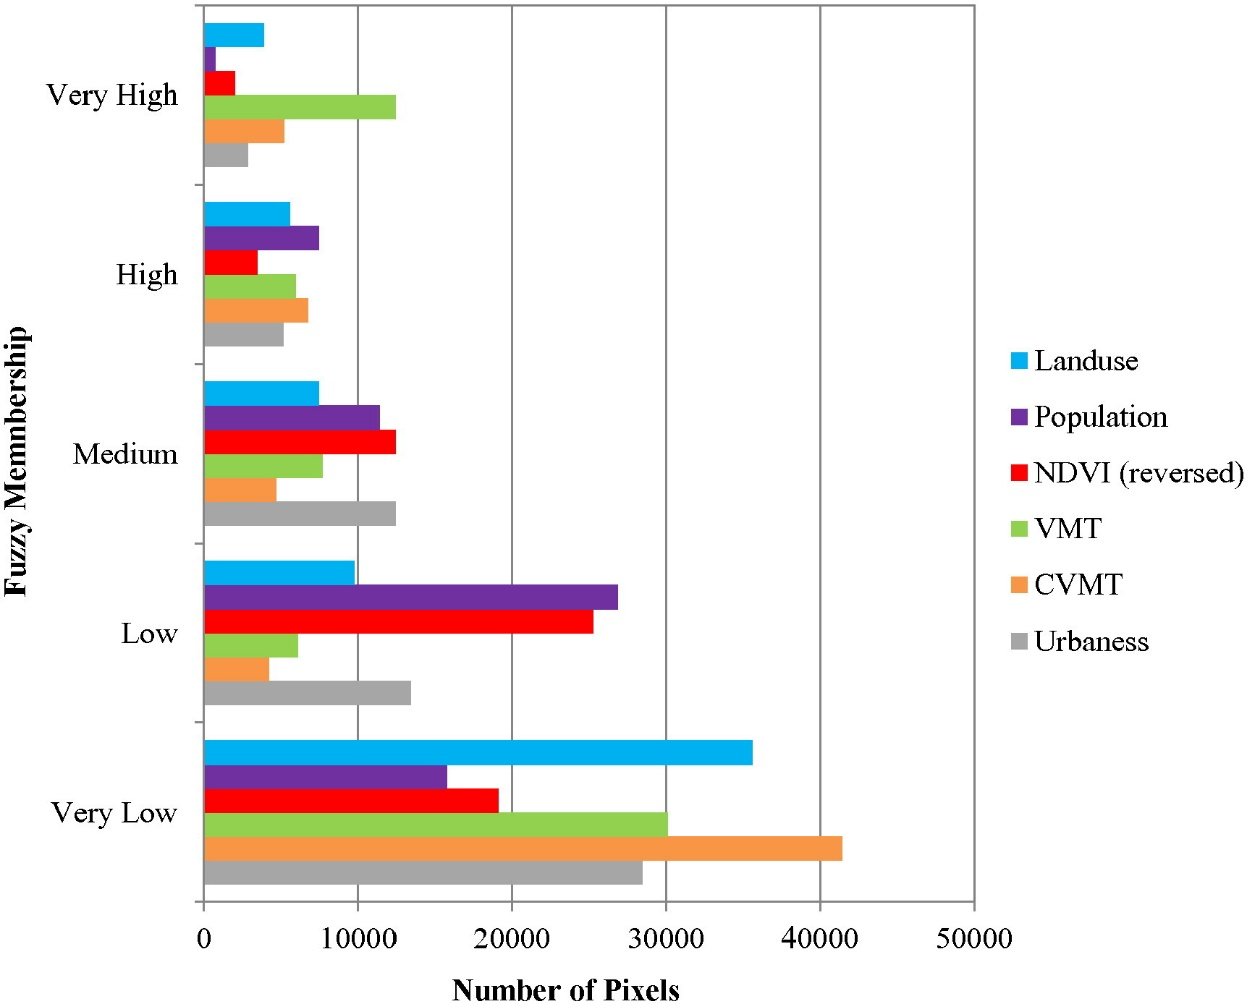 Very High
High
Medium
Low
Very Low
Fuzzy Memnbership
0 10000 20000 30000 40000 50000
Number of Pixels
Landuse
Population
NDVI (reversed)
VMT
CVMT
Urbaness